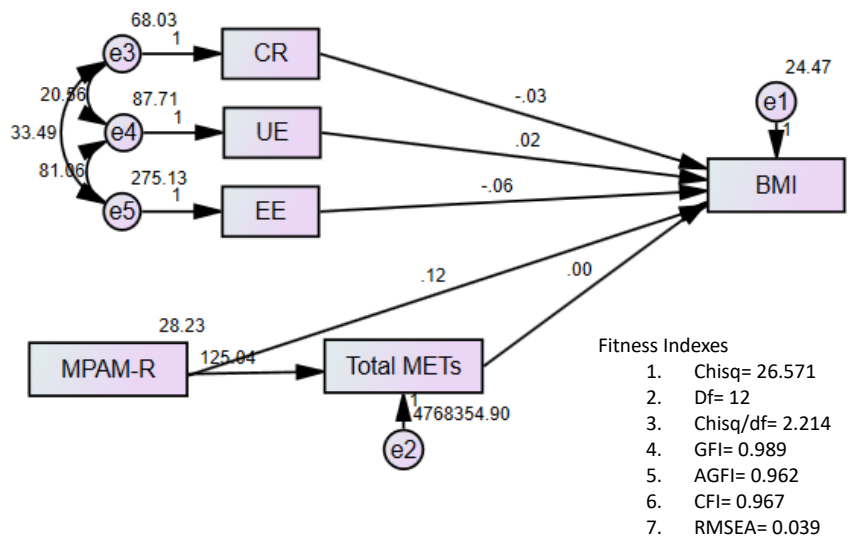 68.03
e3
1
CR
24.47
e1
1
20.56
87.71
-.03
33.49
e4
1
UE
.02
BMI
81.06
275.13
-.06
e5
1
EE
.12
.00
28.23
MPAM-R
125.04
Total METs
1
4768354.90
e2
Fitness Indexes
1. Chisq= 26.571
2. Df= 12
3. Chisq/df= 2.214
4. GFI= 0.989
5. AGFI= 0.962
6. CFI= 0.967
7. RMSEA= 0.039